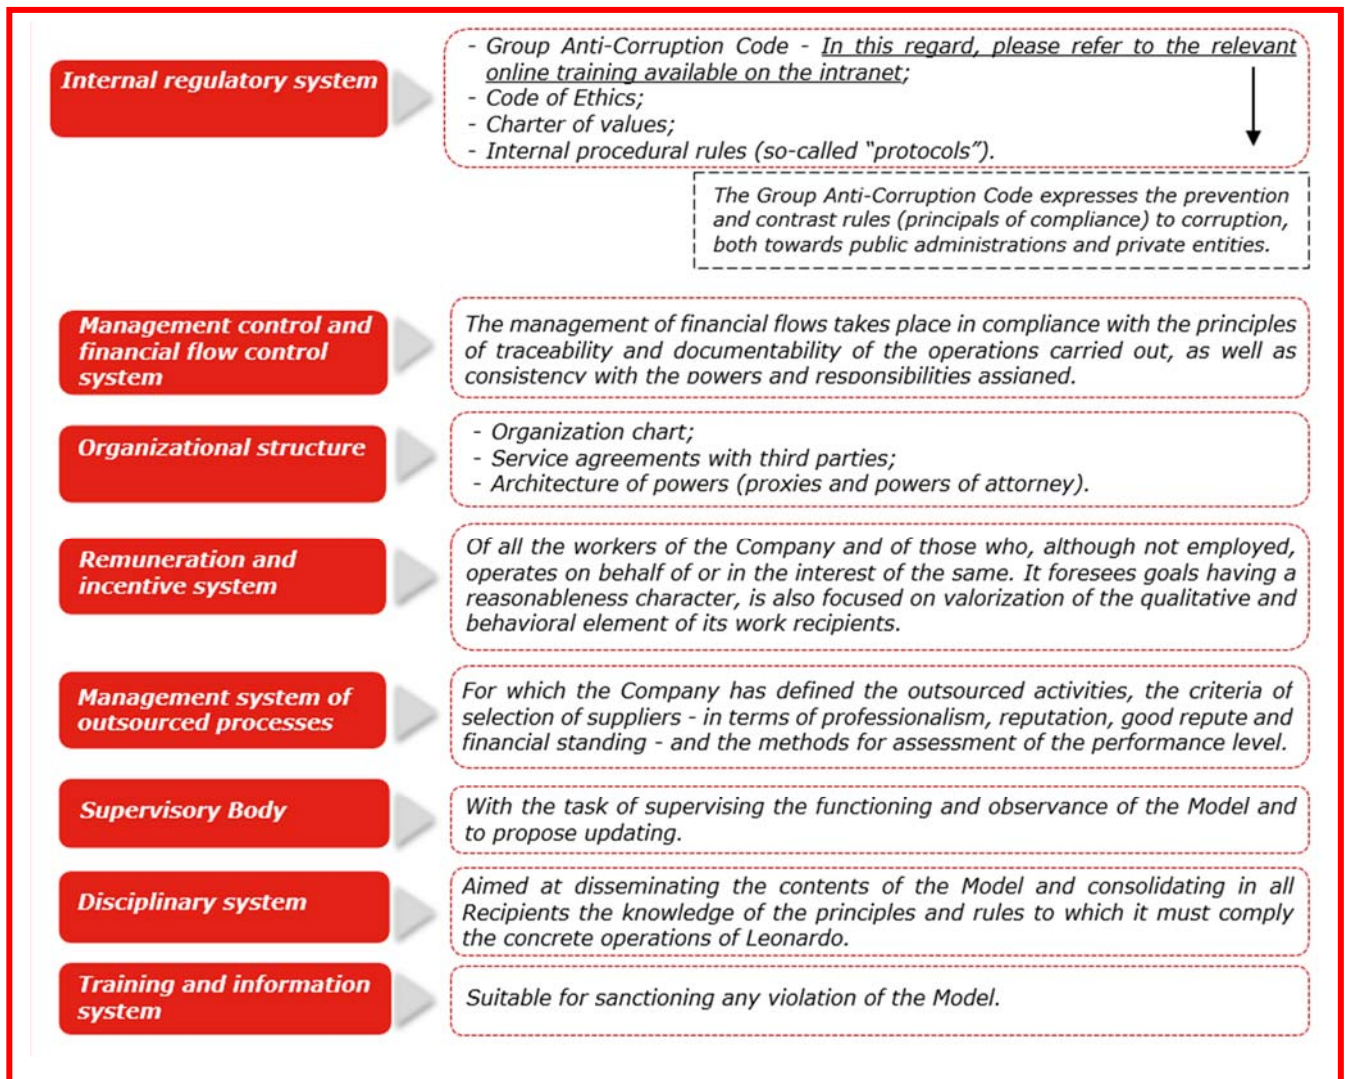 Internal regulatory system
- Group Anti-Corruption Code - In this regard, please refer to the relevant
online training available on the intranet;
- Code of Ethics;
- Charter of values;
- Internal procedural rules (so-called “protocols”).
The Group Anti-Corruption Code expresses the prevention
and contrast rules (principals of compliance) to corruption,
both towards public administrations and private entities.
Management control and
financial flow control
system
The management of financial flows takes place in compliance with the principles
of traceability and documentability of the operations carried out, as well as
consistency with the powers and responsibilities assigned.
Organizational structure
- Organization chart;
- Service agreements with third parties;
- Architecture of powers (proxies and powers of attorney).
Remuneration and
incentive system
Of all the workers of the Company and of those who, although not employed,
operates on behalf of or in the interest of the same. It foresees goals having a
reasonableness character, is also focused on valorization of the qualitative and
behavioral element of its work recipients.
Management system of
outsourced processes
For which the Company has defined the outsourced activities, the criteria of
selection of suppliers - in terms of professionalism, reputation, good repute and
financial standing - and the methods for assessment of the performance level.
Supervisory Body
With the task of supervising the functioning and observance of the Model and
to propose updating.
Disciplinary system
Aimed at disseminating the contents of the Model and consolidating in all
Recipients the knowledge of the principles and rules to which it must comply
the concrete operations of Leonardo.
Training and information
system
Suitable for sanctioning any violation of the Model.